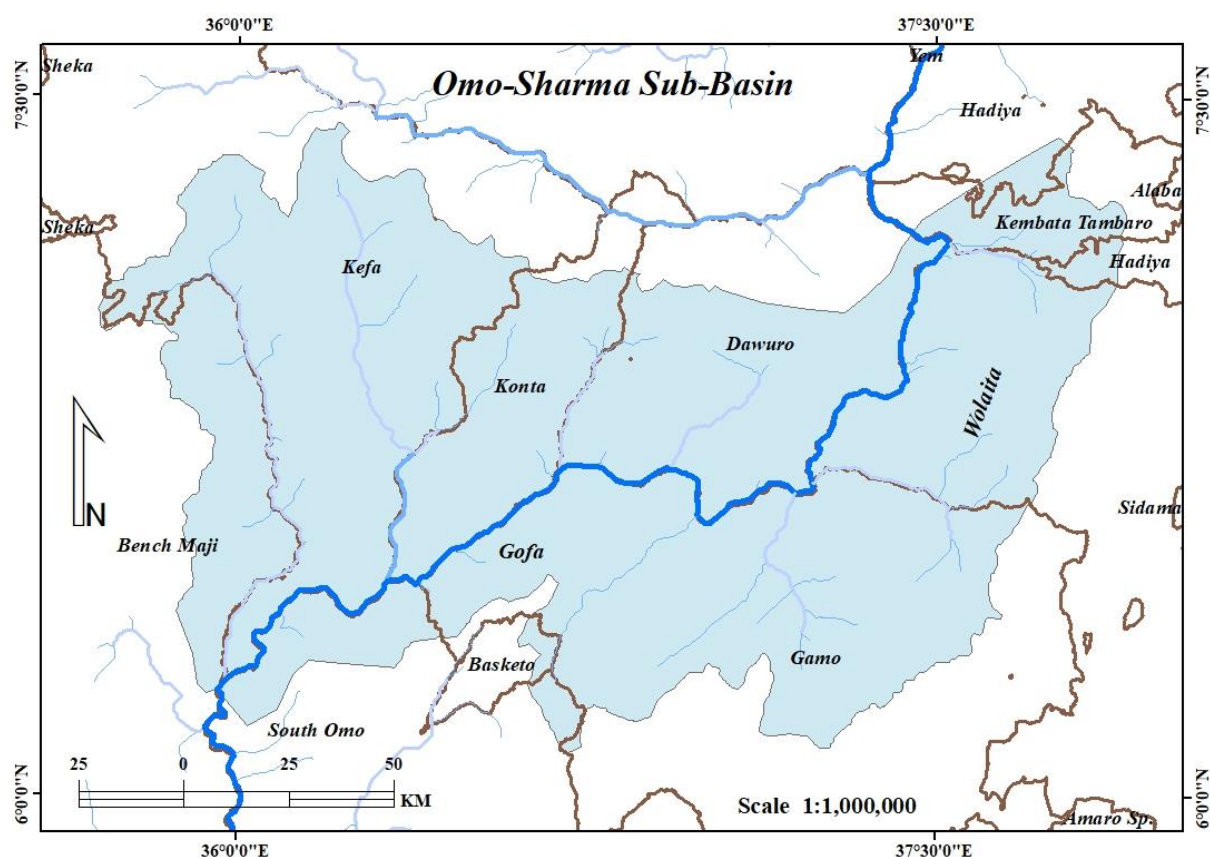 36°0'0"E
37°30'0"E
Sheka
Yem
Omo-Sharma Sub-Basin
7°30'0"N
7°30'0"N
Hadiya
Alaba
Sheka
Kembata Tambaro
Kefa
Hadiya
Dawuro
Konta
Wolaita
N
Sidama
Bench Maji
Gofa
Gamo
Basketo
South Omo
25 0 25 50
KM
Scale 1:1,000,000
6°0'0"N
6°0'0"N
Amaro Sp.
36°0'0"E
37°30'0"E